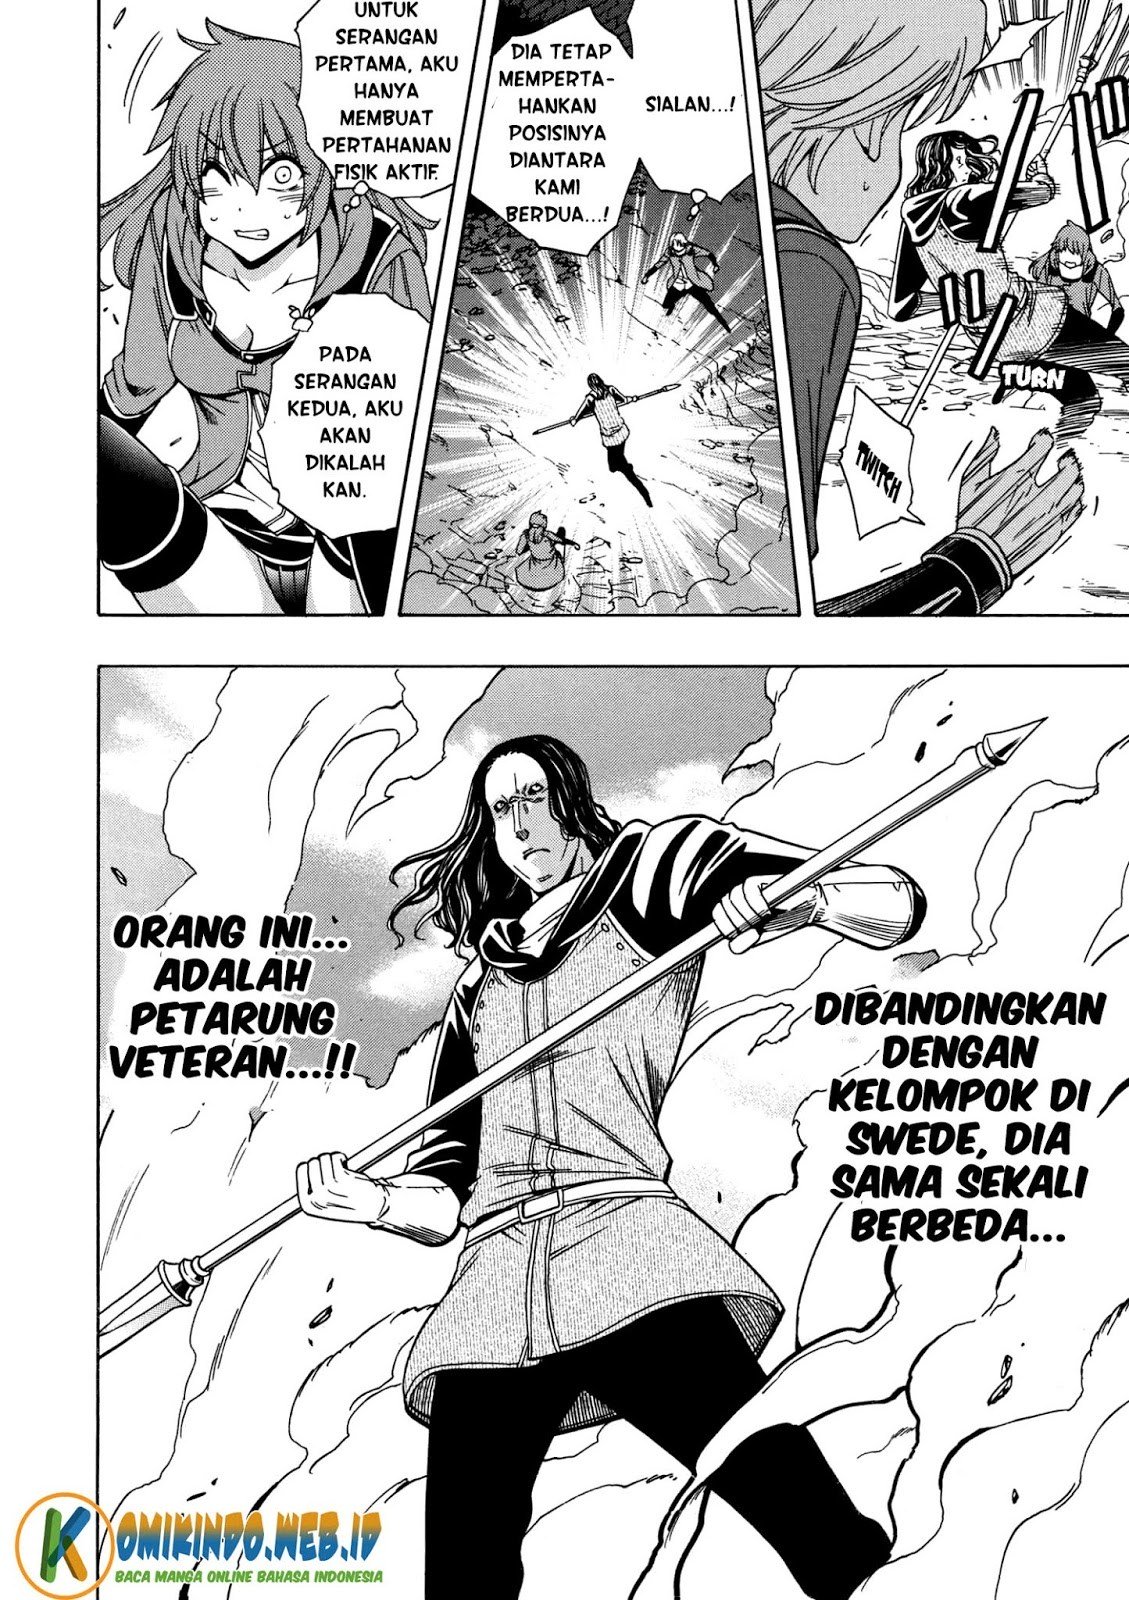 TURN
TWITCH
SIALAN...!
DIA TETAP
MEMPERTA-
HANKAN
POSISINYA
DIANTARA
KAMI
BERDUA...!
UNTUK
SERANGAN
PERTAMA, AKU
HANYA
MEMBUAT
PERTAHANAN
FISIK AKTIF.
PADA
SERANGAN
KEDUA, AKU
AKAN
DIKALAH
KAN.
DIBANDINGKAN
DENGAN
KELOMPOK DI
SWEDE, DIA
SAMA SEKALI
BERBEDA...
ORANG INI...
ADALAH
PETARUNG
VETERAN...!!
KOMIKINDO.WEB.ID
BACA MANGA ONLINE BAHASA INDONESIA